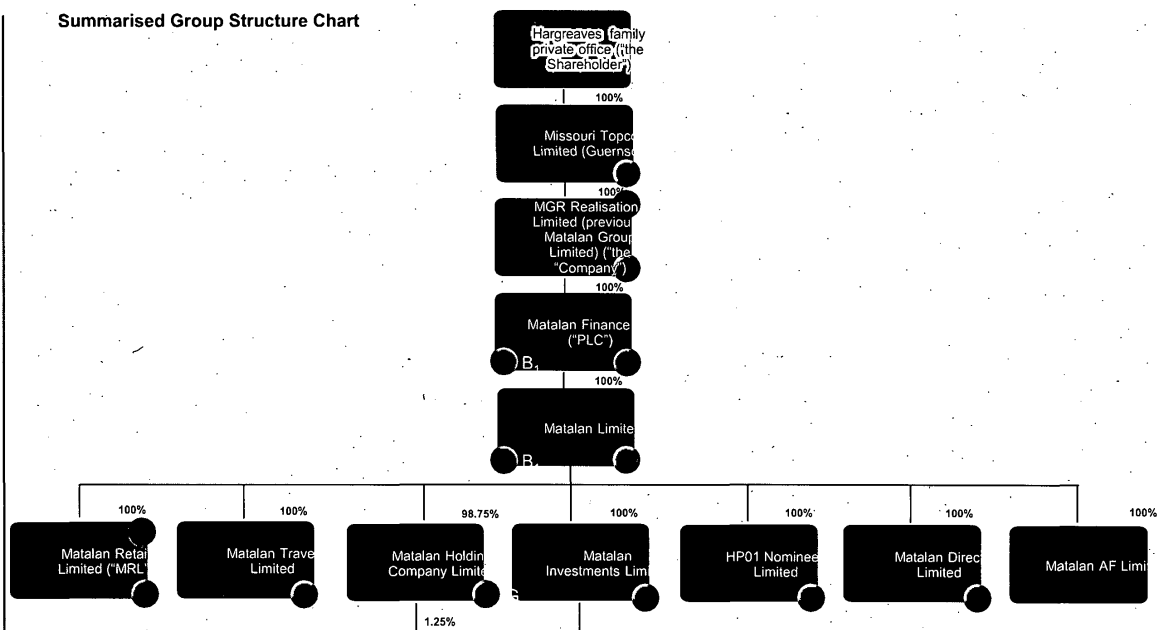 Summarised Group Structure Chart
Hargreaves family
private office ("the
Shareholder")
100%
Missouri Topco
Limited (Guernse
100%
MGR Realisation
Limited (previou
Matalan Group
Limited) ("the
"Company")
100%
Matalan Finance
("PLC")
B1
100%
Matalan Limite
B1
100%
Matalan Retai
Limited ("MRL"
100%
Matalan Trave
Limited
98.75%
Matalan Holdin
Company Limite
100%
Matalan
Investments Limi
100%
HP01 Nominee
Limited
100%
Matalan Direc
Limited
100%
Matalan AF Limi
1.25%